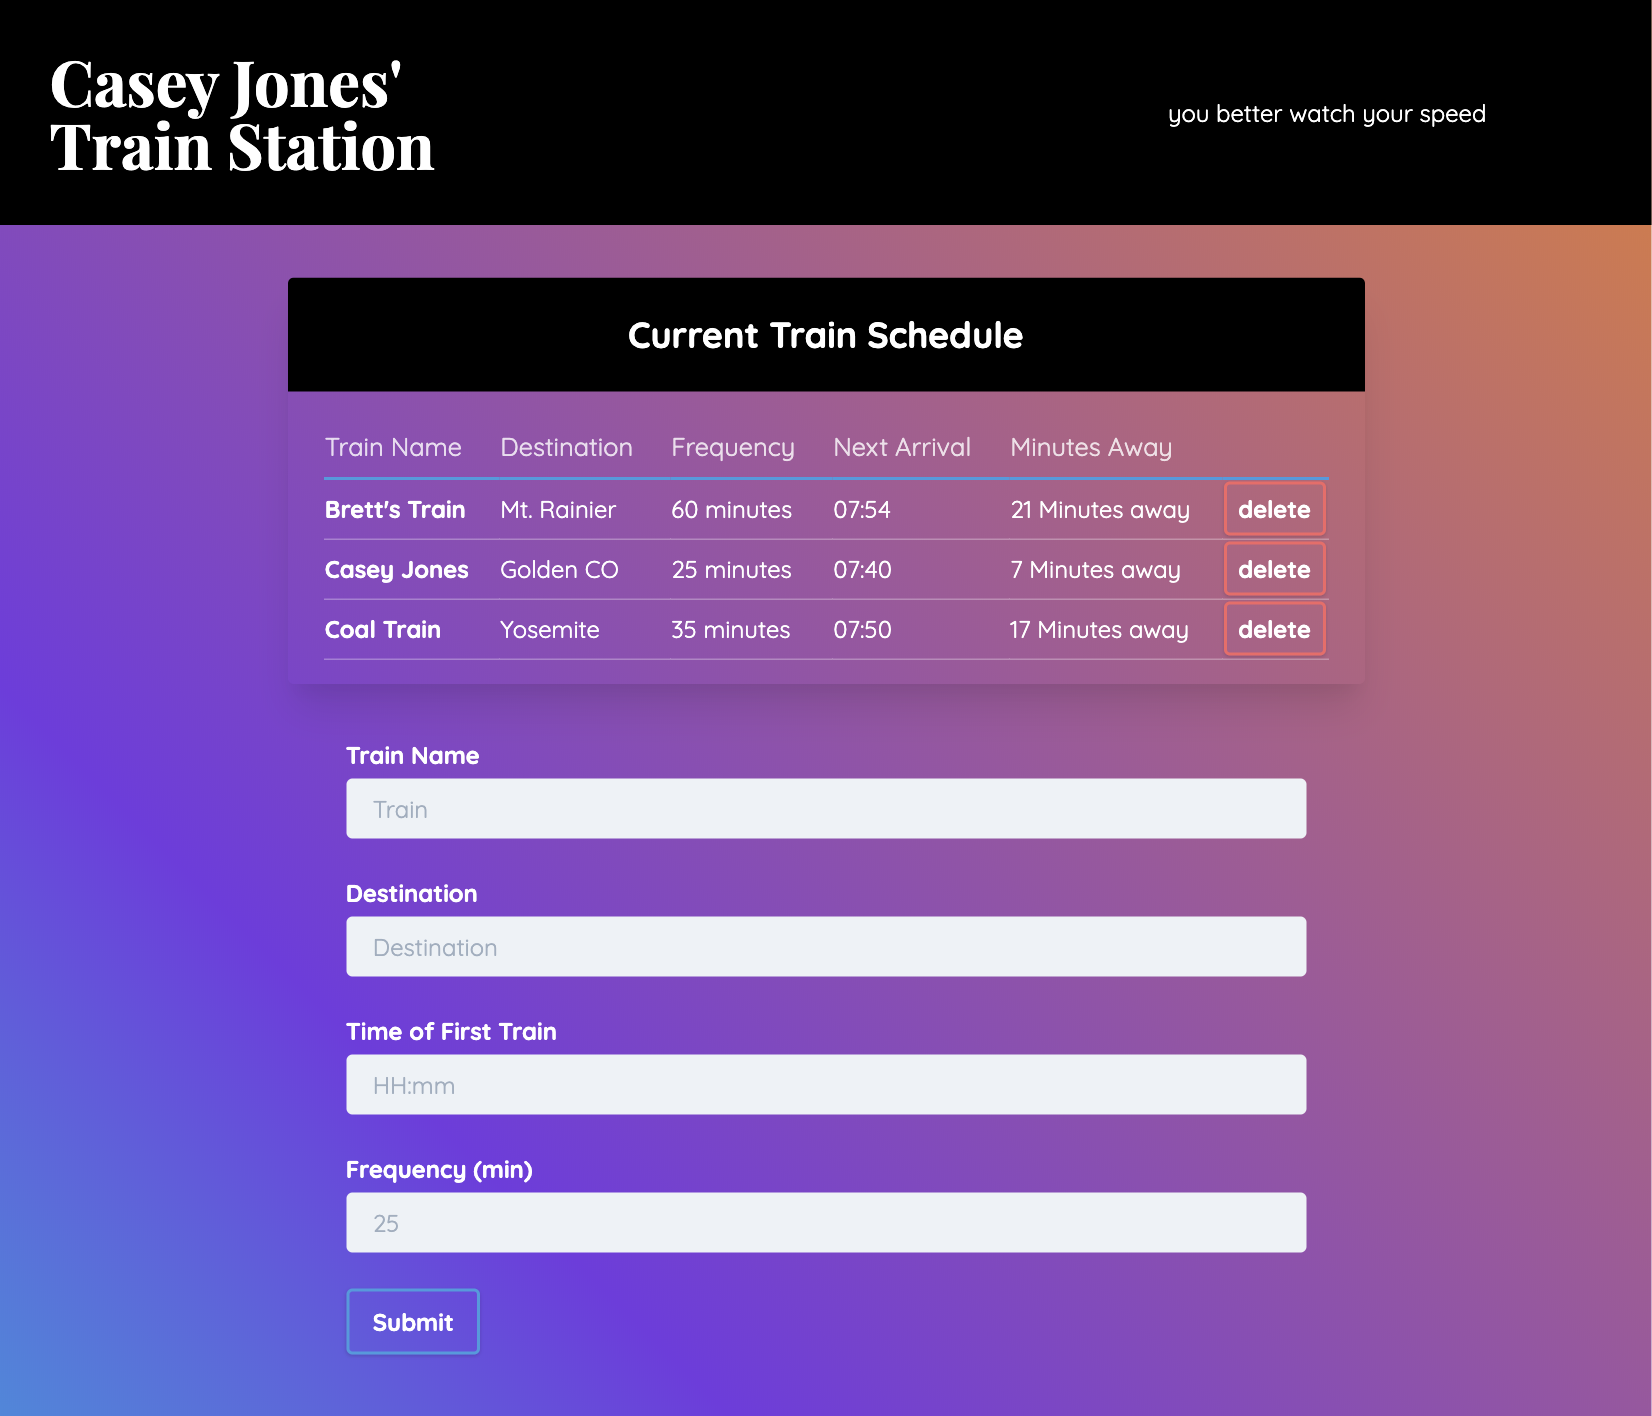 Casey Jones'
Train Station
you better watch your speed
Current Train Schedule
Train Name Destination Frequency Next Arrival Minutes Away
Brett's Train Mt. Rainier 60 minutes 07:54 21 Minutes away delete
Casey Jones Golden CO 25 minutes 07:40 7 Minutes away delete
Coal Train Yosemite 35 minutes 07:50 17 Minutes away delete
Train Name
Train
Destination
Destination
Time of First Train
HH:mm
Frequency (min)
25
Submit